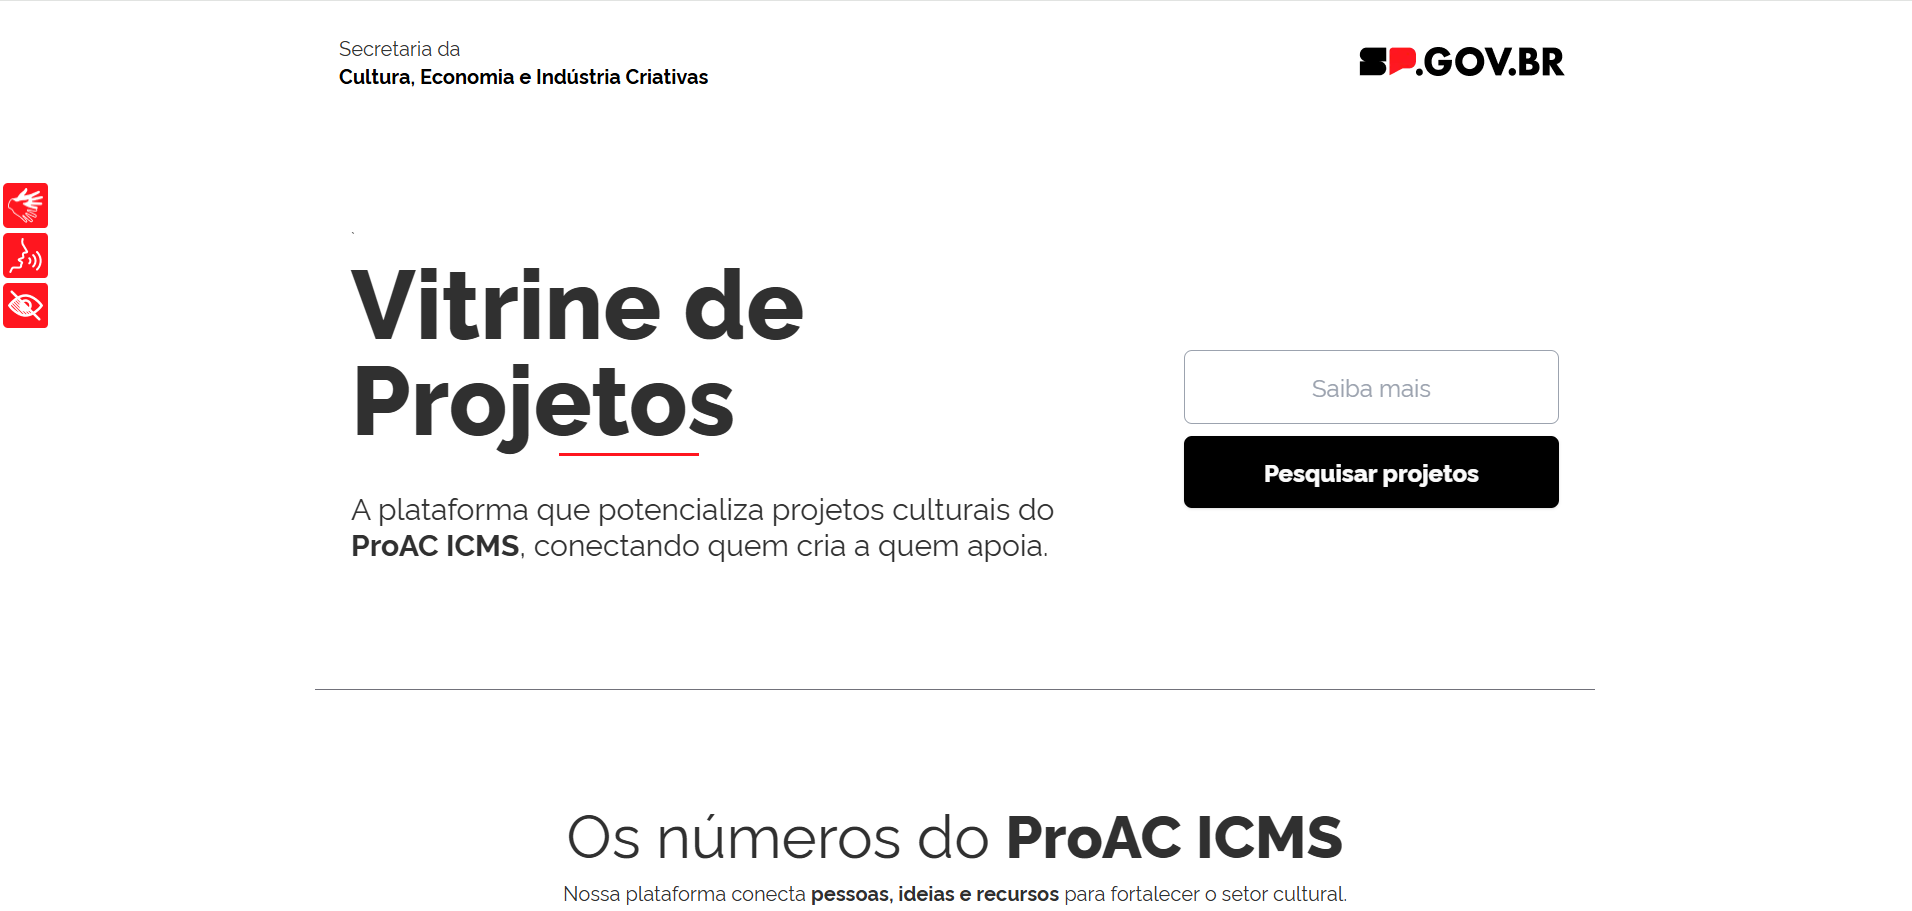 Secretaria da
Cultura, Economia e Indústria Criativas
SP.GOV.BR
`
Vitrine de
Projetos
A plataforma que potencializa projetos culturais do
ProAC ICMS, conectando quem cria a quem apoia.
Saiba mais
Pesquisar projetos
Os números do ProAC ICMS
Nossa plataforma conecta pessoas, ideias e recursos para fortalecer o setor cultural.